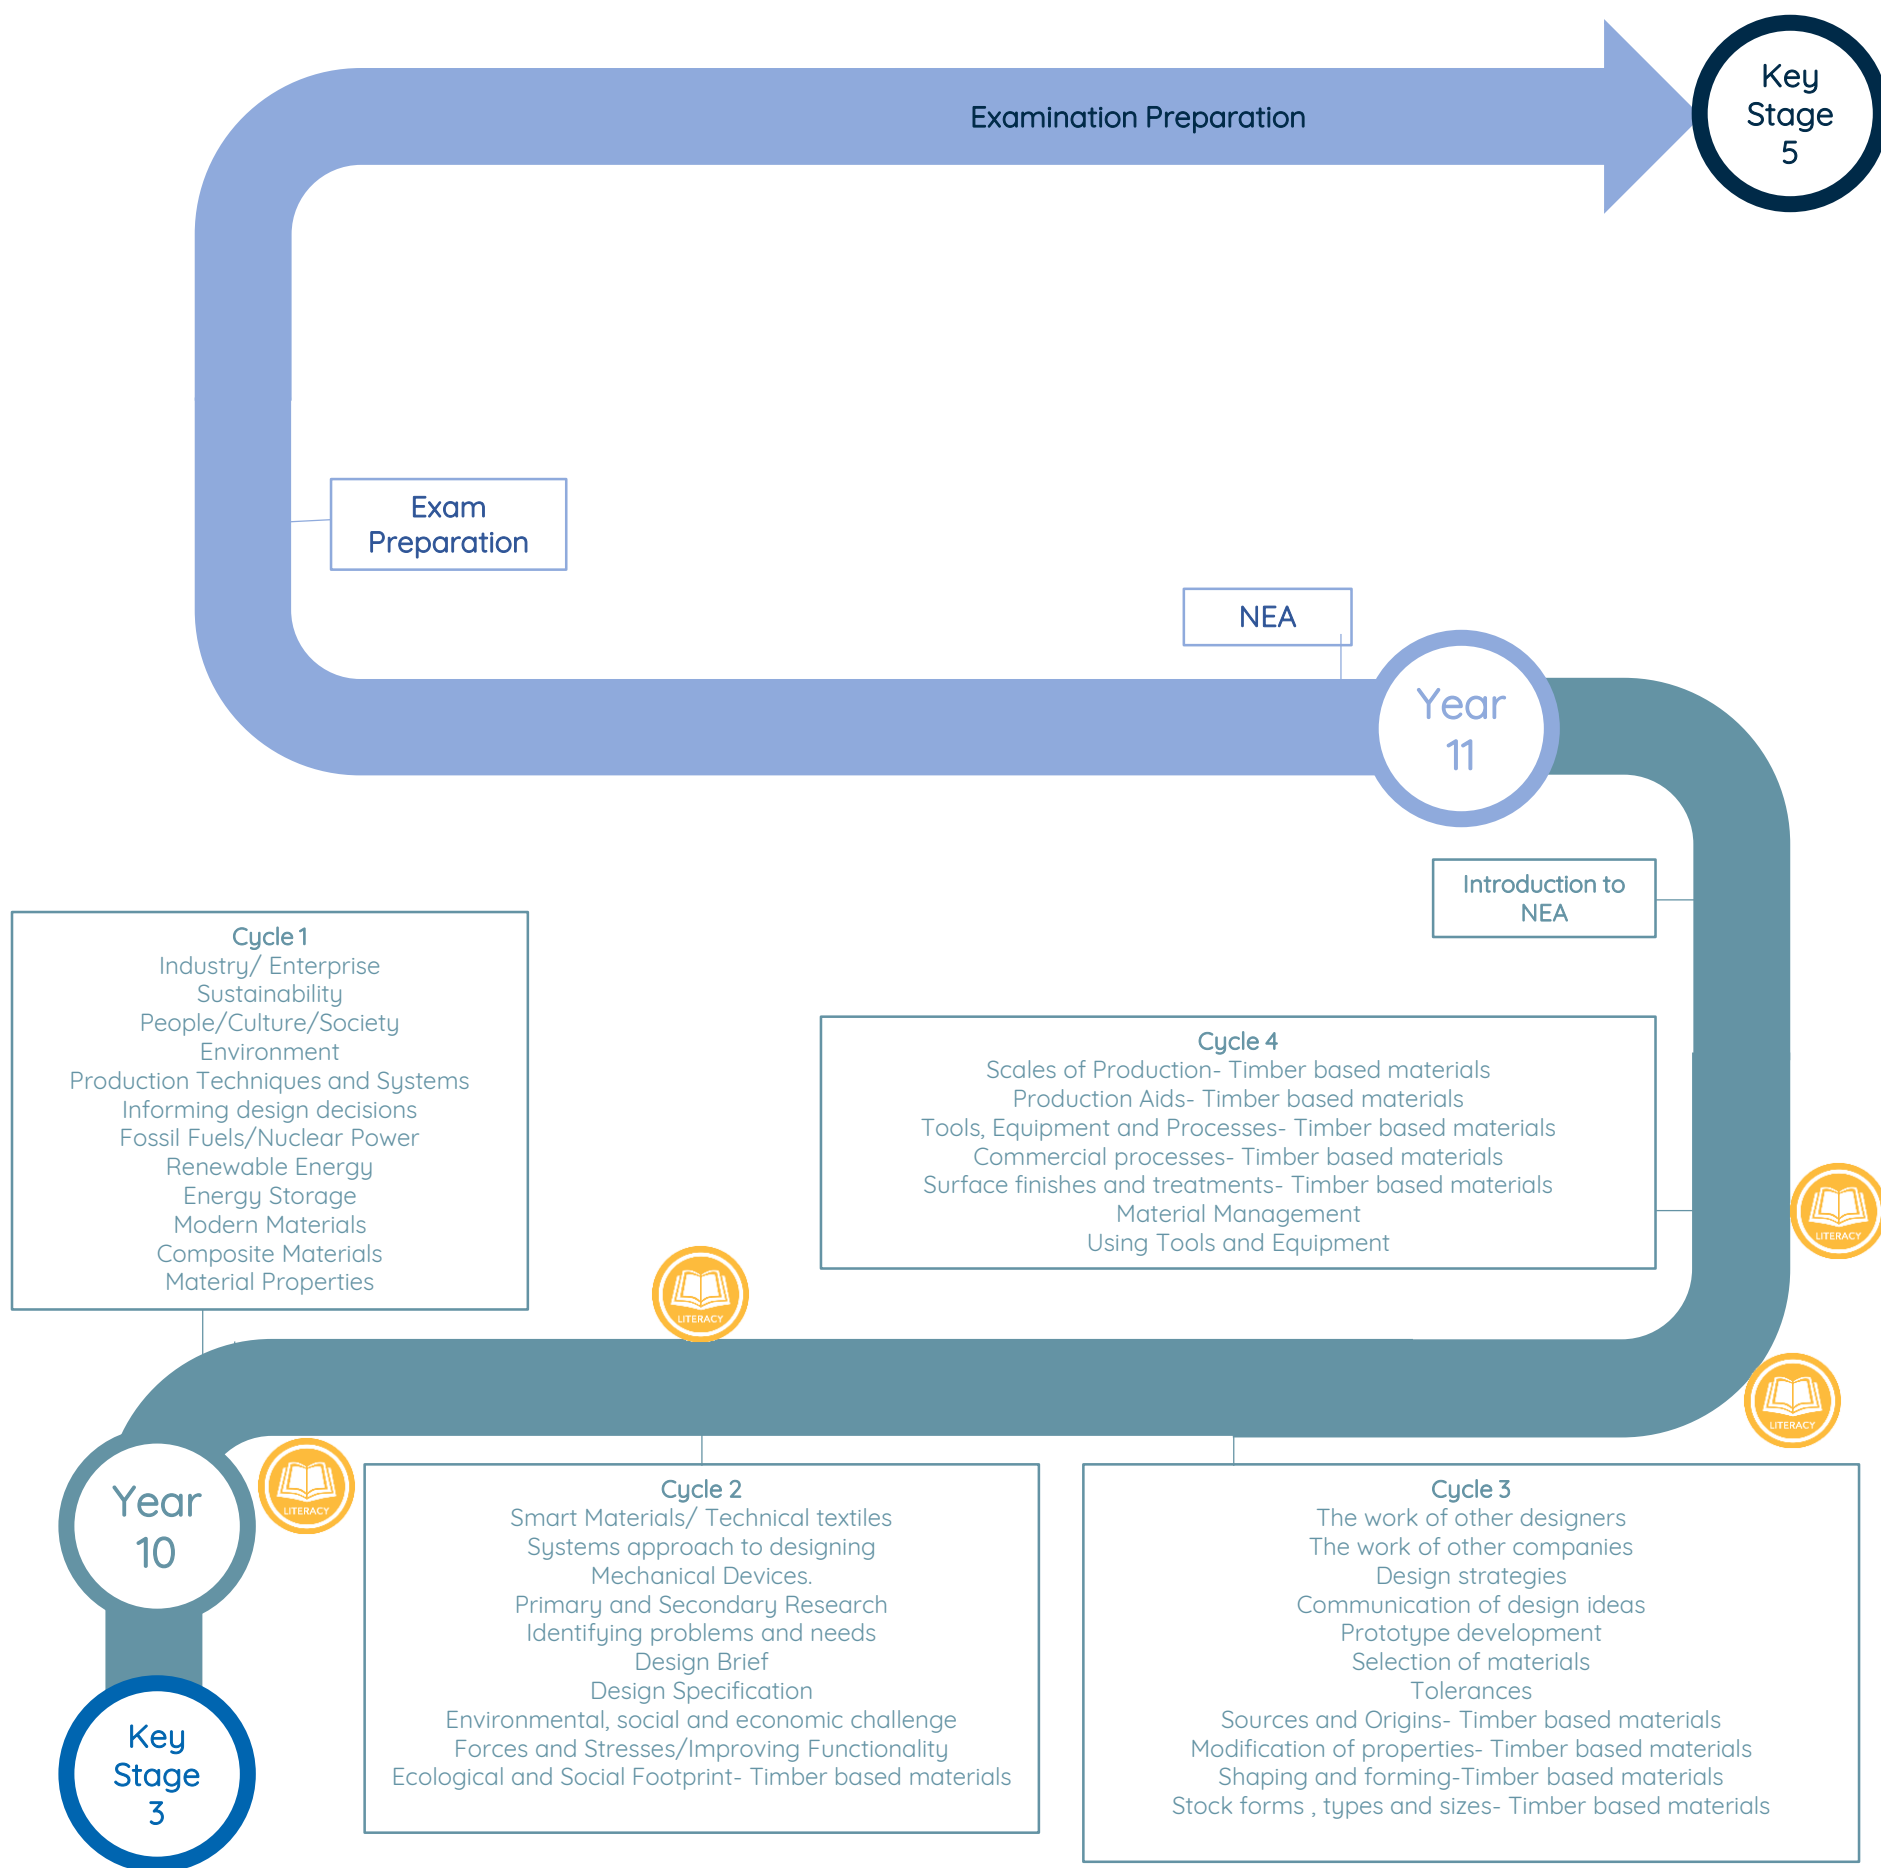 Examination Preparation
Key
Stage
5
Exam
Preparation
NEA
Year
11
Introduction to
NEA
Cycle 1
Industry/ Enterprise
Sustainability
People/Culture/Society
Environment
Production Techniques and Systems
Informing design decisions
Fossil Fuels/Nuclear Power
Renewable Energy
Energy Storage
Modern Materials
Composite Materials
Material Properties
Cycle 4
Scales of Production- Timber based materials
Production Aids- Timber based materials
Tools, Equipment and Processes- Timber based materials
Commercial processes- Timber based materials
Surface finishes and treatments- Timber based materials
Material Management
Using Tools and Equipment
LITERACY
LITERACY
LITERACY
LITERACY
Year
10
Cycle 2
Smart Materials/ Technical textiles
Systems approach to designing
Mechanical Devices.
Primary and Secondary Research
Identifying problems and needs
Design Brief
Design Specification
Environmental, social and economic challenge
Forces and Stresses/Improving Functionality
Ecological and Social Footprint- Timber based materials
Cycle 3
The work of other designers
The work of other companies
Design strategies
Communication of design ideas
Prototype development
Selection of materials
Tolerances
Sources and Origins- Timber based materials
Modification of properties- Timber based materials
Shaping and forming-Timber based materials
Stock forms , types and sizes- Timber based materials
Key
Stage
3